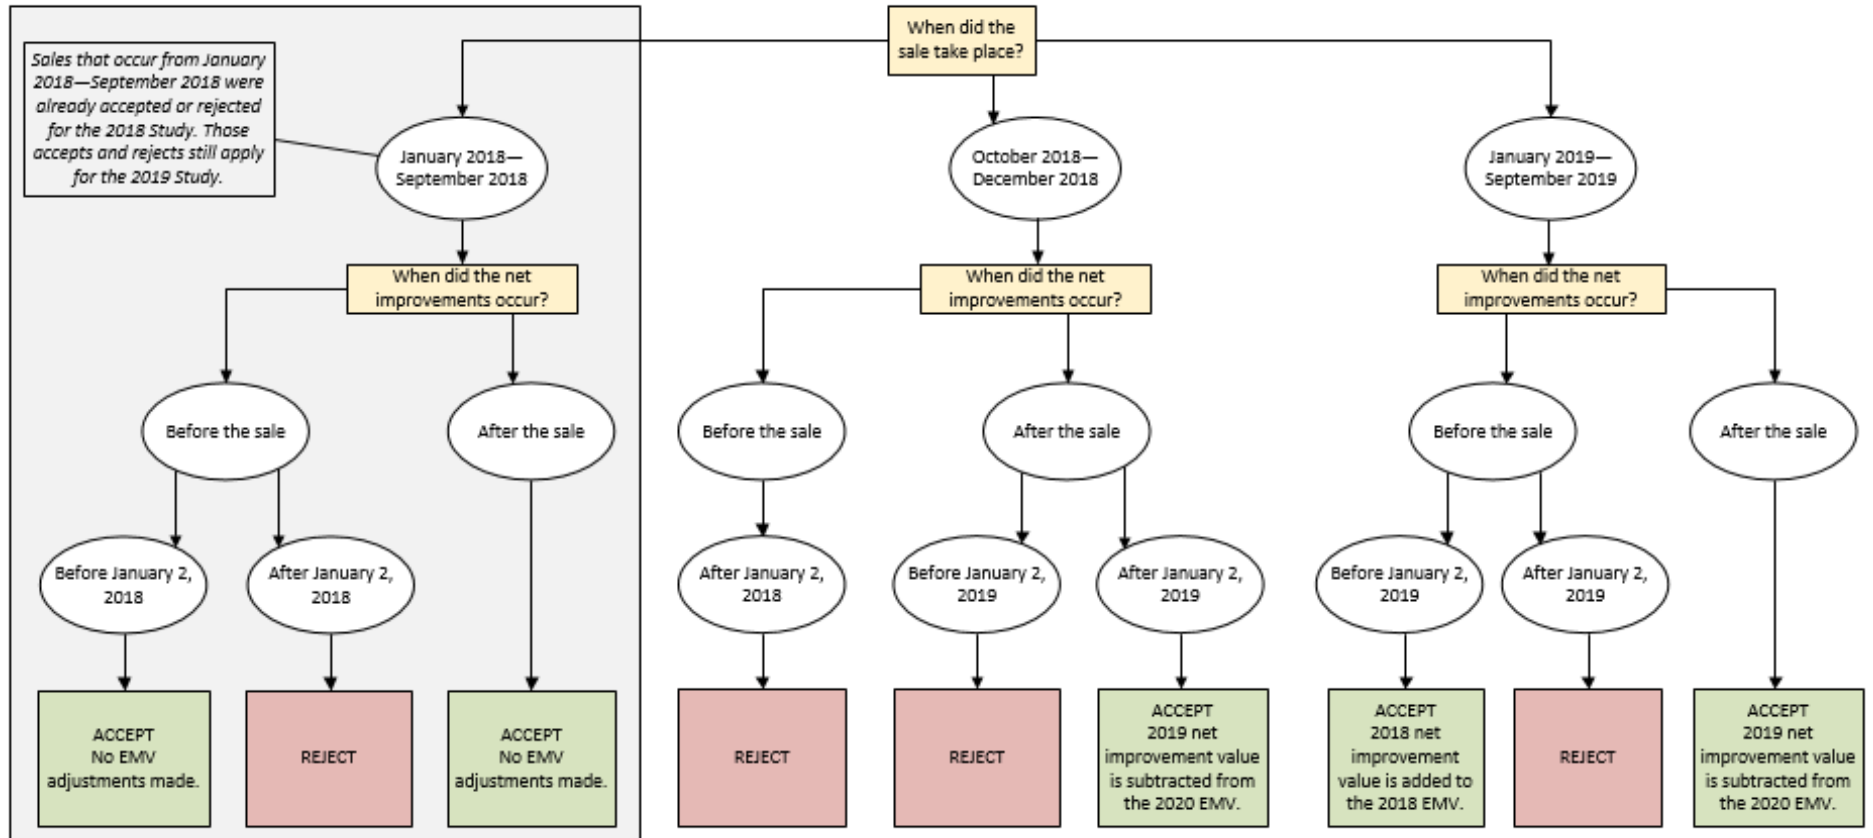 When did the
sale take place?
Sales that occur from January
2018—September 2018 were
already accepted or rejected
for the 2018 Study. Those
accepts and rejects still apply
for the 2019 Study.
January 2018—
September 2018
October 2018—
December 2018
January 2019—
September 2019
When did the net
improvements occur?
When did the net
improvements occur?
When did the net
improvements occur?
Before the sale
After the sale
Before the sale
After the sale
Before the sale
After the sale
Before January 2,
2018
After January 2,
2018
After January 2,
2018
Before January 2,
2019
After January 2,
2019
Before January 2,
2019
After January 2,
2019
ACCEPT
No EMV
adjustments made.
REJECT
ACCEPT
No EMV
adjustments made.
REJECT
REJECT
ACCEPT
2019 net
improvement value
is subtracted from
the 2020 EMV.
ACCEPT
2018 net
improvement
value is added to
the 2018 EMV.
REJECT
ACCEPT
2019 net
improvement value
is subtracted from
the 2020 EMV.